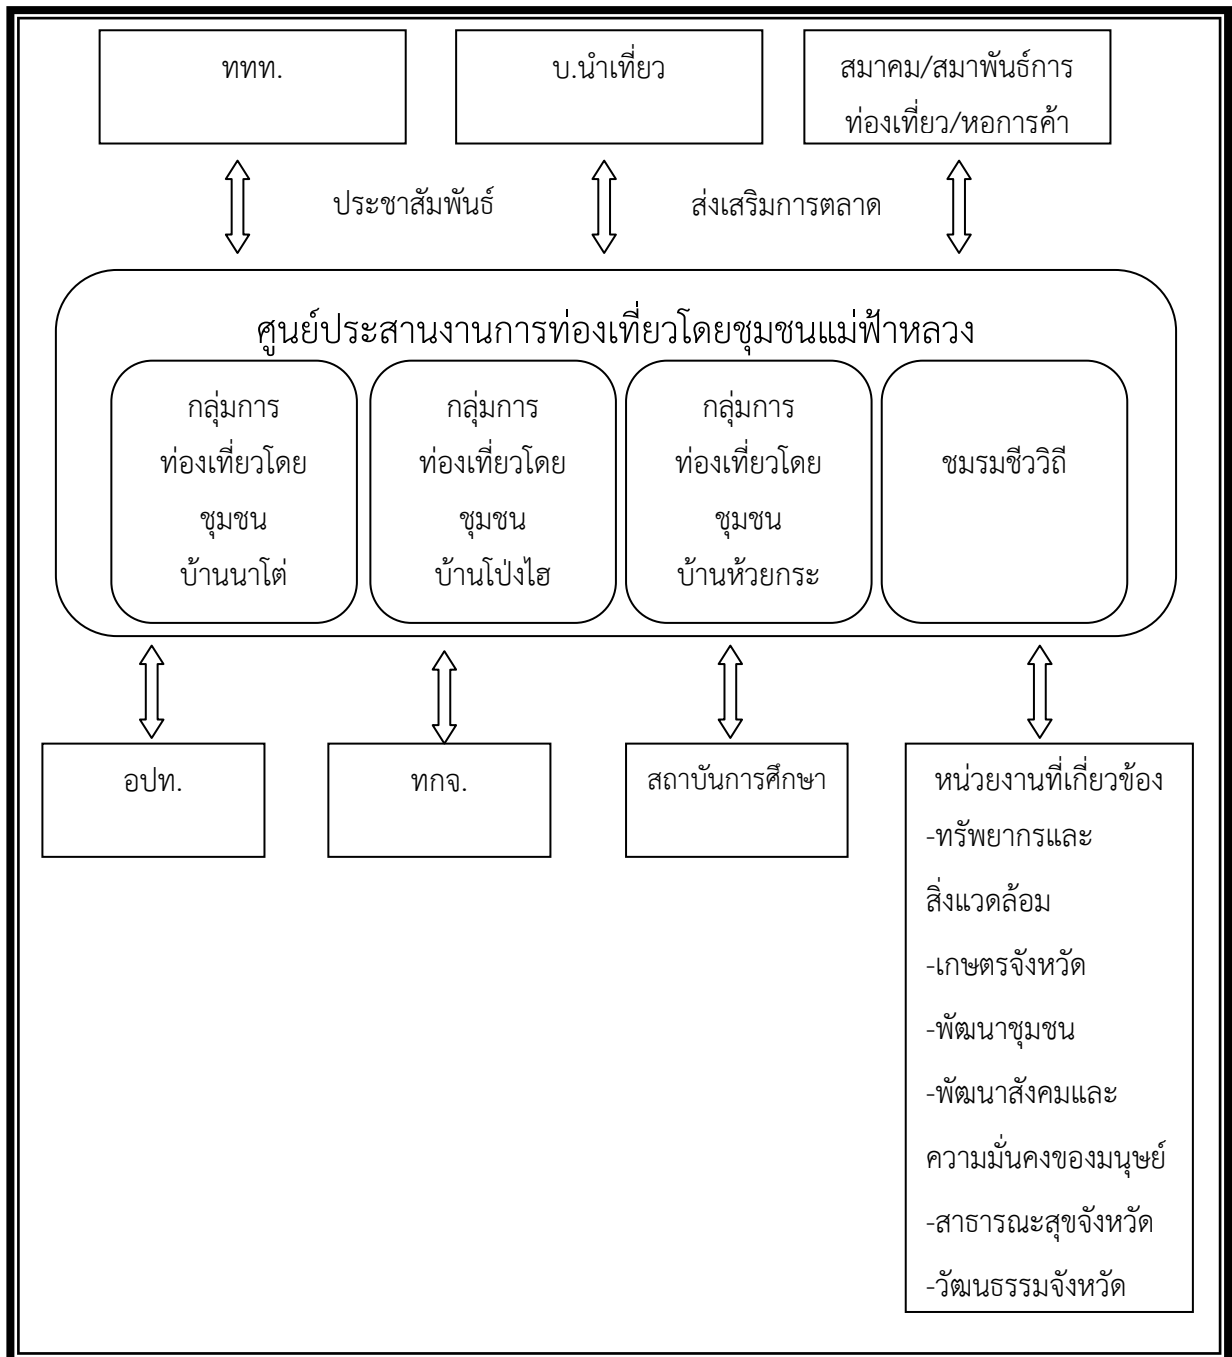 ททท.
บ.นำเที่ยว
สมาคม/สมาพันธ์การ
ท่องเที่ยว/หอการค้า
ประชาสัมพันธ์
ส่งเสริมการตลาด
ศูนย์ประสานงานการท่องเที่ยวโดยชุมชนแม่ฟ้าหลวง
กลุ่มการ
ท่องเที่ยวโดย
ชุมชน
บ้านนาโต่
กลุ่มการ
ท่องเที่ยวโดย
ชุมชน
บ้านโป่งไฮ
กลุ่มการ
ท่องเที่ยวโดย
ชุมชน
บ้านห้วยกระ
ชมรมชีววิถี
อปท.
ทกจ.
สถาบันการศึกษา
หน่วยงานที่เกี่ยวข้อง
-ทรัพยากรและ
สิ่งแวดล้อม
-เกษตรจังหวัด
-พัฒนาชุมชน
-พัฒนาสังคมและ
ความมั่นคงของมนุษย์
-สาธารณะสุขจังหวัด
-วัฒนธรรมจังหวัด